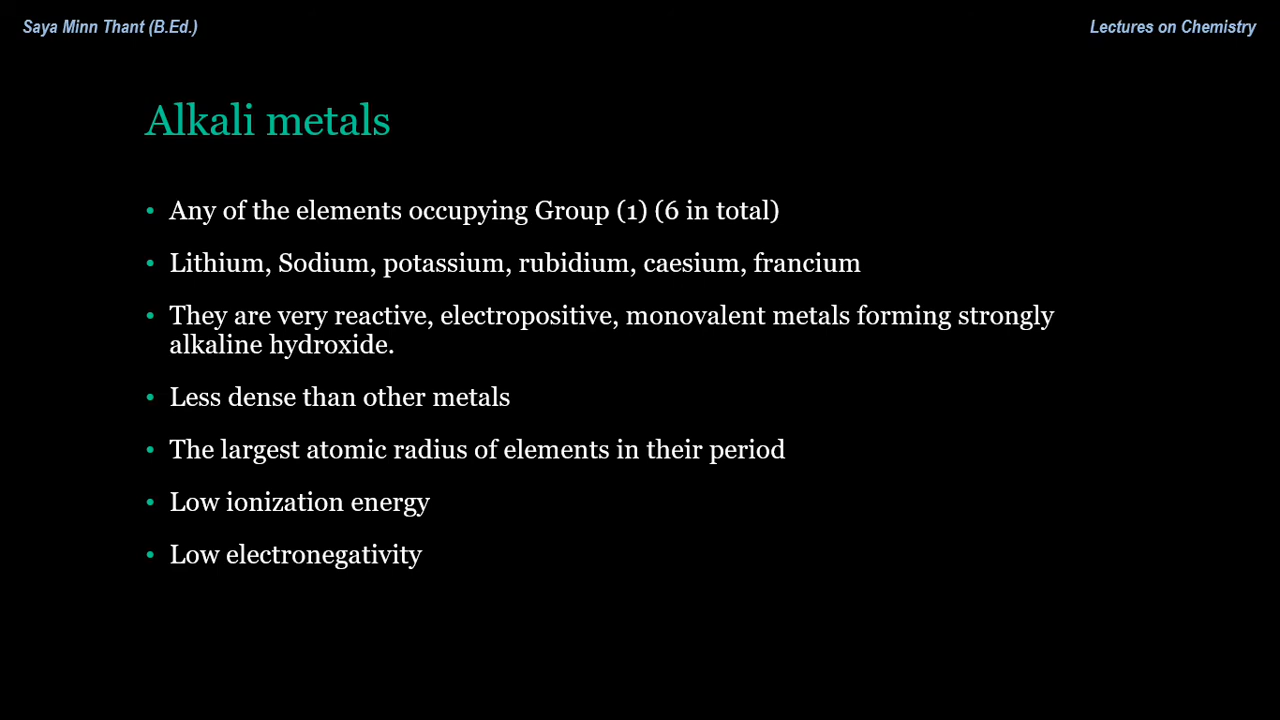 Saya Minn Thant (B.Ed.)
Lectures on Chemistry
Alkali metals
• Any of the elements occupying Group (1) (6 in total)
• Lithium, Sodium, potassium, rubidium, caesium, francium
• They are very reactive, electropositive, monovalent metals forming strongly
alkaline hydroxide.
• Less dense than other metals
• The largest atomic radius of elements in their period
• Low ionization energy
• Low electronegativity